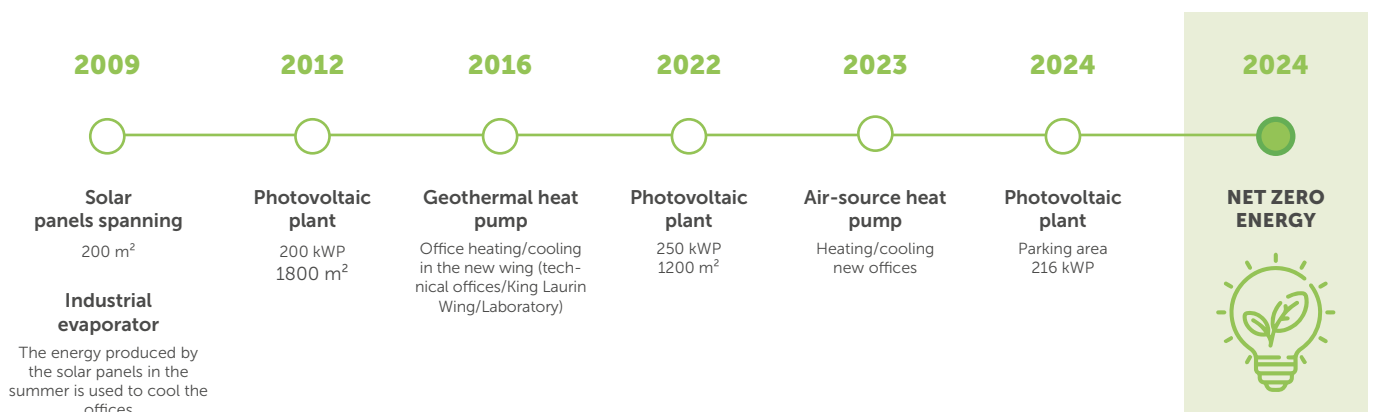 2009
Solar
panels spanning
200 m²
Industrial
evaporator
The energy produced by
the solar panels in the
summer is used to cool the
offices
2012
Photovoltaic
plant
200 kWP
1800 m²
2016
Geothermal heat
pump
Office heating/cooling
in the new wing (tech-
nical offices/King Laurin
Wing/Laboratory)
2022
Photovoltaic
plant
250 kWP
1200 m²
2023
Air-source heat
pump
Heating/cooling
new offices
2024
Photovoltaic
plant
Parking area
216 kWP
2024
NET ZERO
ENERGY